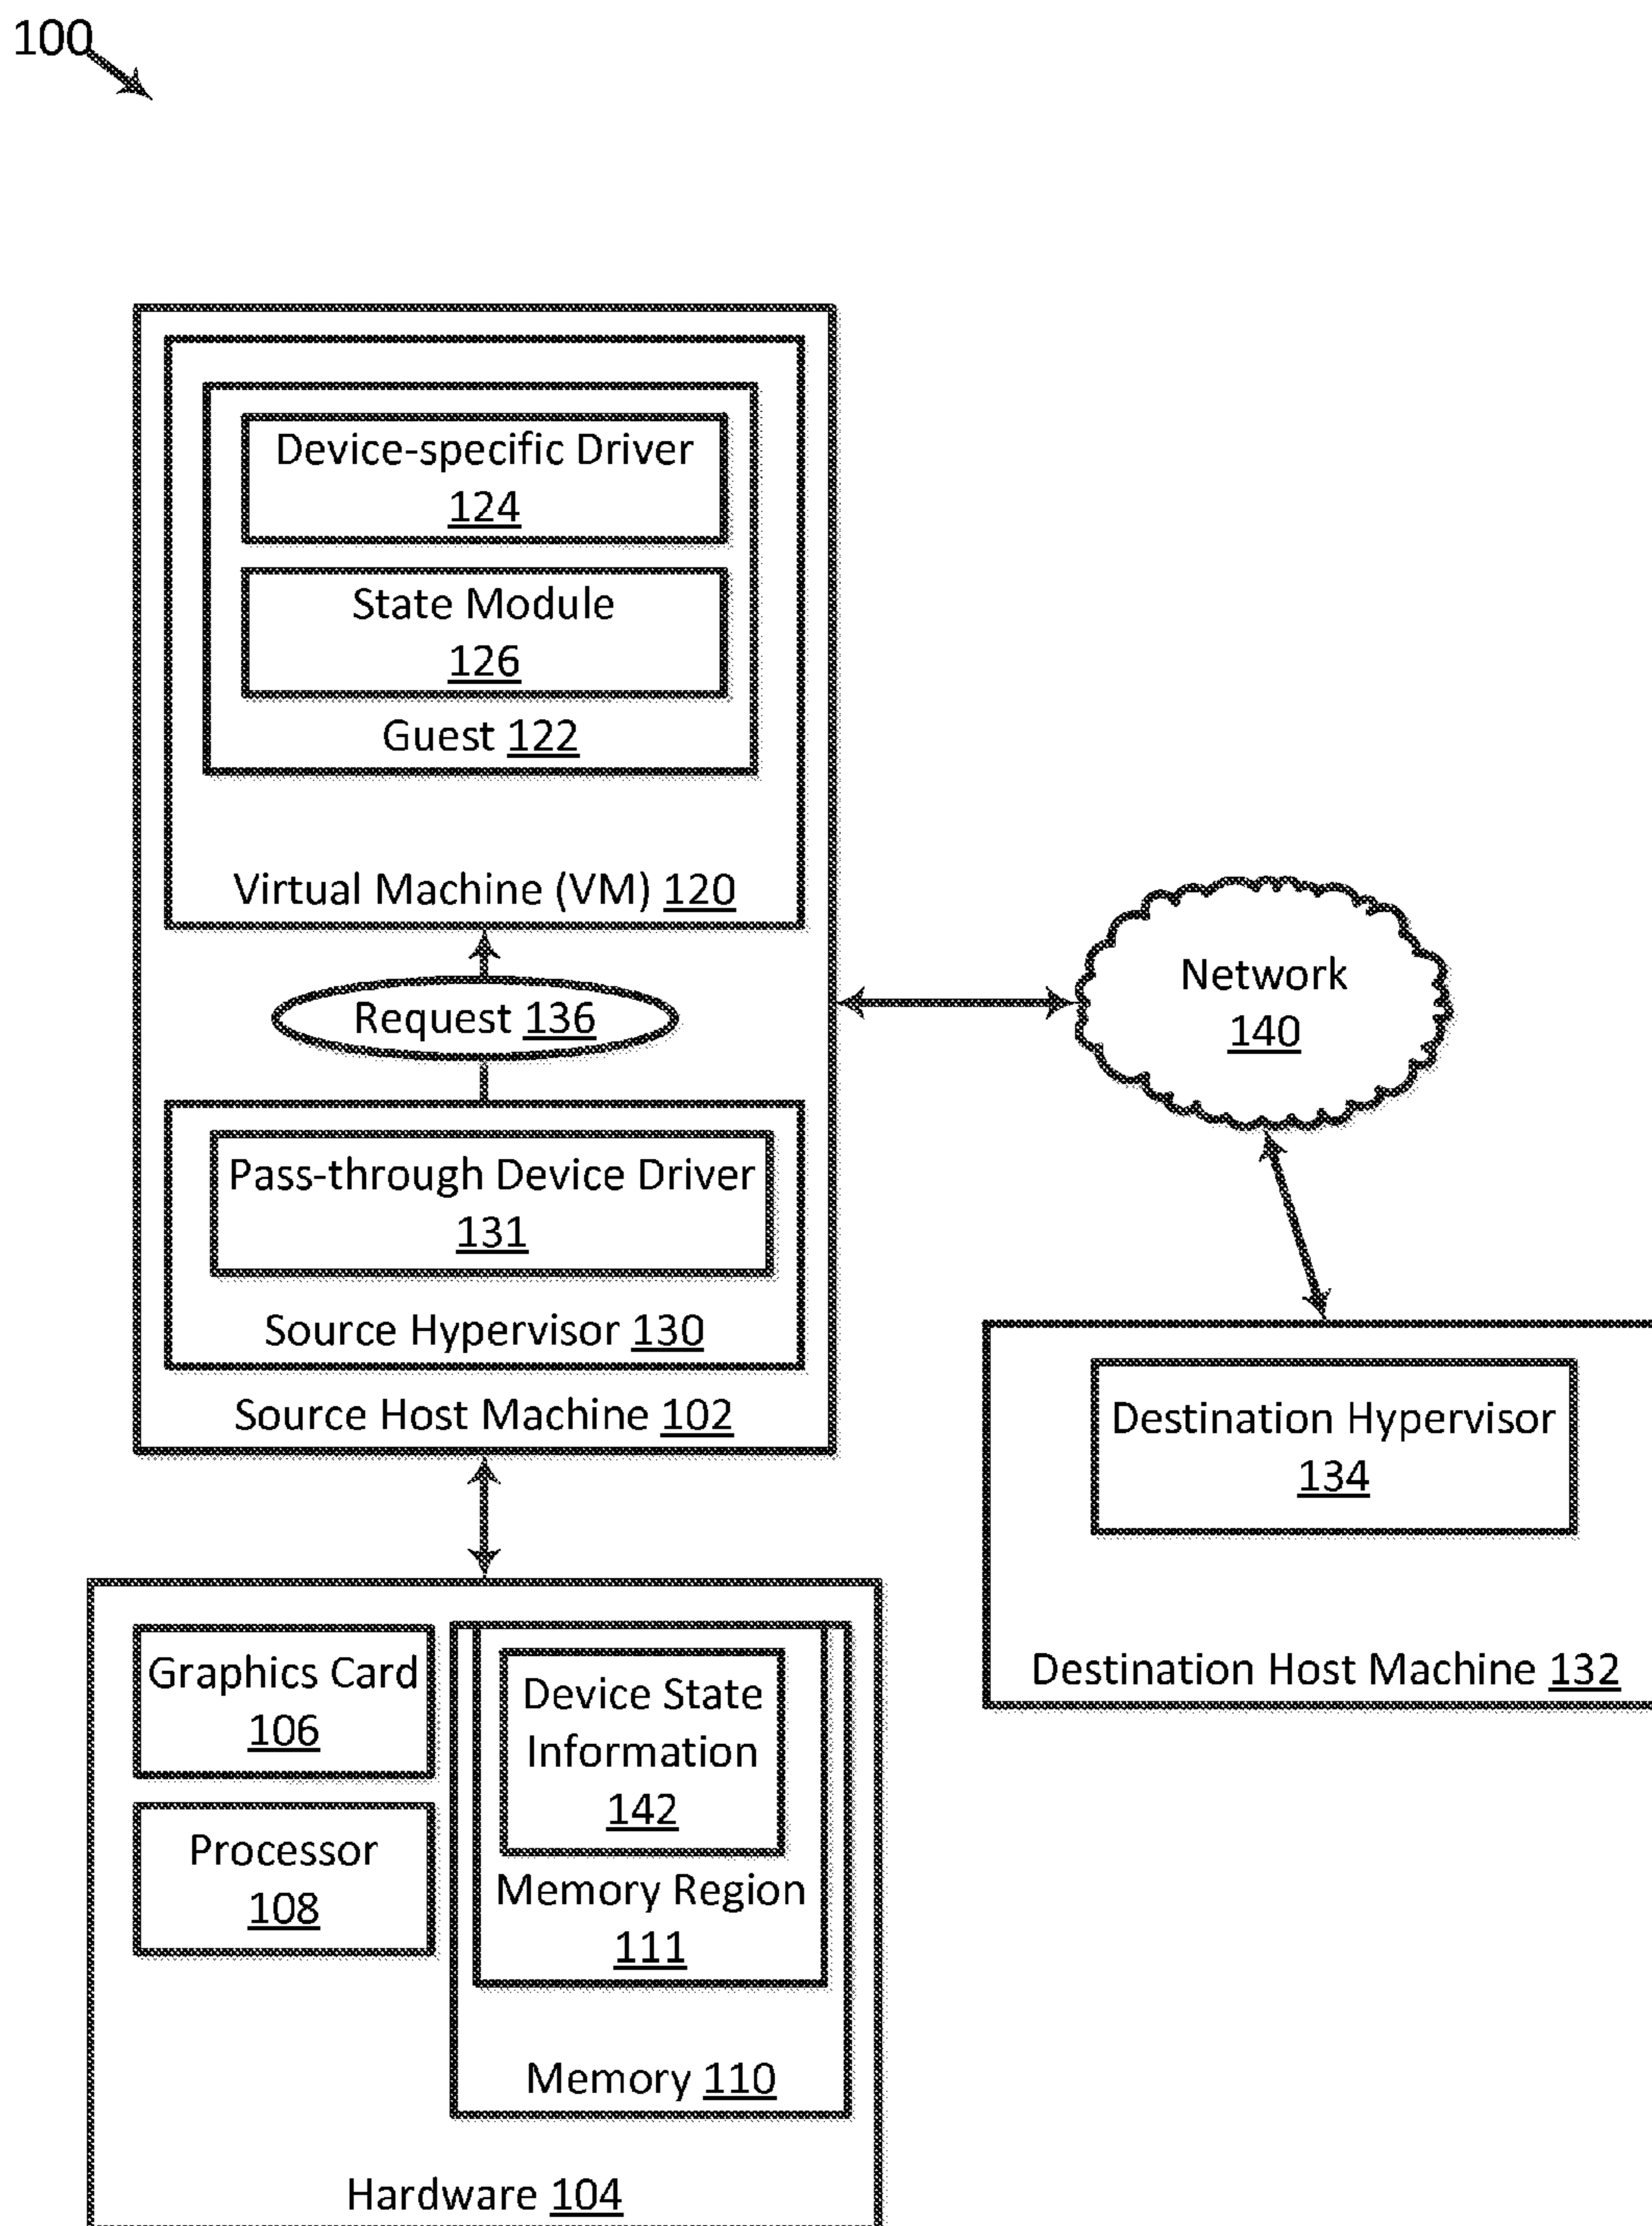 100
Device-specific Driver
124
State Module
126
Guest 122
Virtual Machine (VM) 120
Request 136
Pass-through Device Driver
131
Source Hypervisor 130
Source Host Machine 102
Network
140
Destination Hypervisor
134
Destination Host Machine 132
Graphics Card
106
Processor
108
Device State
Information
142
Memory Region
111
Memory 110
Hardware 104